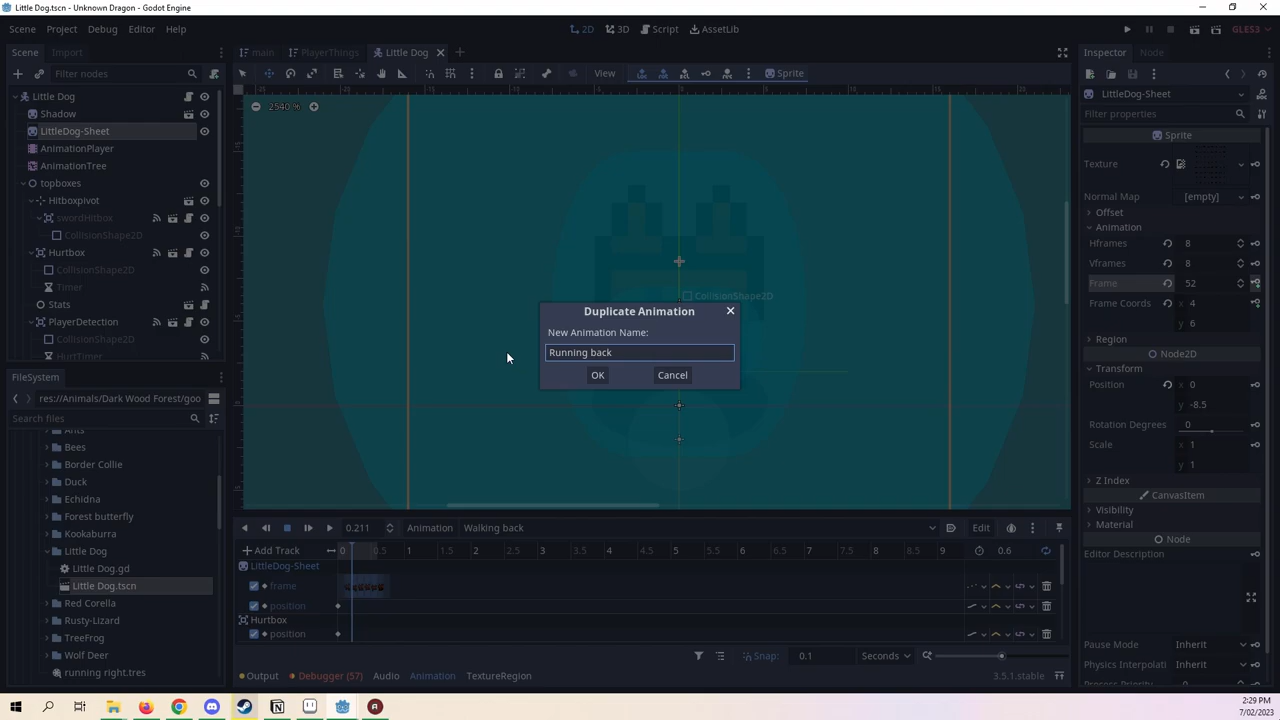 Little Dog.tscn - Unknown Dragon - Godot Engine
Scene Project Debug Editor Help
2D 3D Script AssetLib
GLES3
Scene Import
main PlayerThings Little Dog
Inspector Node
Filter nodes
View
Sprite
Little Dog
Shadow
LittleDog-Sheet
AnimationPlayer
AnimationTree
topboxes
Hitboxpivot
swordHitbox
CollisionShape2D
Hurtbox
CollisionShape2D
Timer
Stats
PlayerDetection
CollisionShape2D
HurtTimer
2540 %
CollisionShape2D
Duplicate Animation
New Animation Name:
Running back
OK Cancel
LittleDog-Sheet
Filter properties
Sprite
Texture
Normal Map [empty]
Offset
Animation
Hframes 8
Vframes 8
Frame 52
Frame Coords x 4
y 6
Region
Node2D
Transform
Position x 0
y -8.5
Rotation Degrees 0
Scale x 1
y 1
Z Index
CanvasItem
Visibility
Material
Node
Editor Description
Pause Mode Inherit
Physics Interpolati Inherit
FileSystem
res://Animals/Dark Wood Forest/goo
Search files
Ants
Bees
Border Collie
Duck
Echidna
Forest butterfly
Kookaburra
Little Dog
Little Dog.gd
Little Dog.tscn
Red Corella
Rusty-Lizard
TreeFrog
Wolf Deer
running right.tres
0.211 Animation Walking back Edit
Add Track 0 0.5 1 2 3 4 5 6 7 8 9 0.6
LittleDog-Sheet
frame
position
Hurtbox
position
Snap: 0.1 Seconds
Output Debugger (57) Audio Animation TextureRegion 3.5.1.stable
2:29 PM
7/02/2023